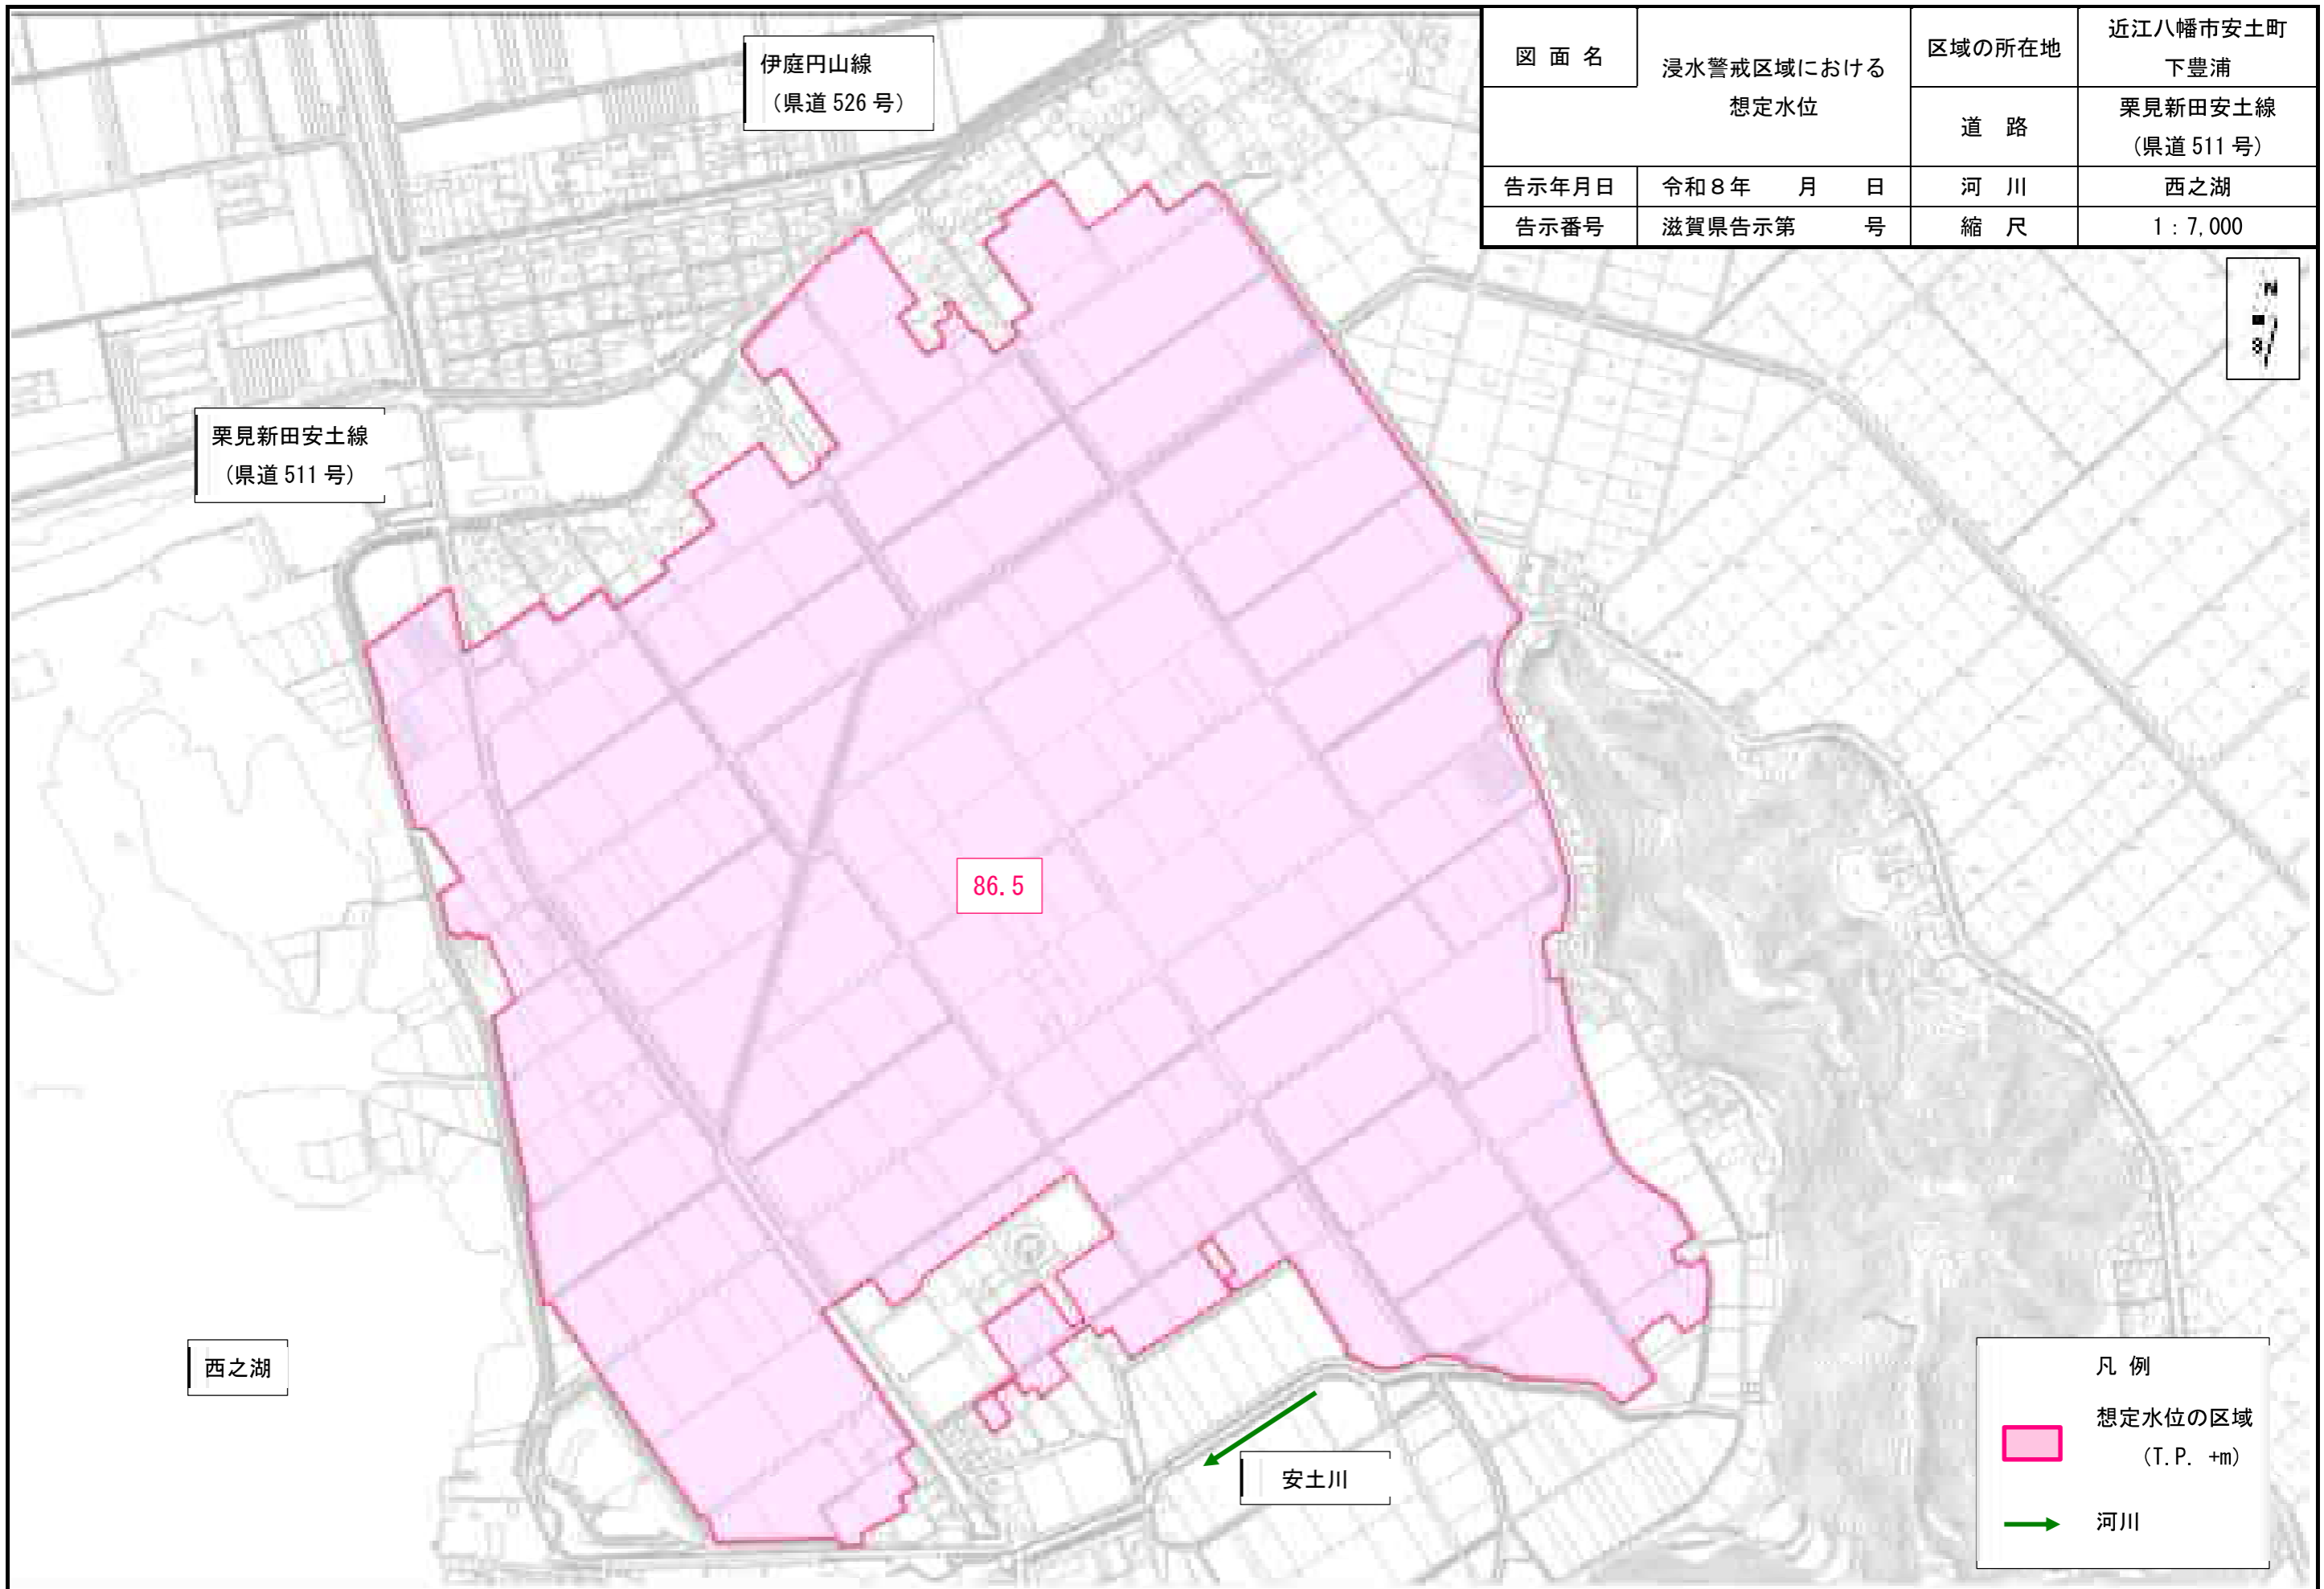 図 面 名
浸水警戒区域における
想定水位
区域の所在地
近江八幡市安土町
下豊浦
道　路
栗見新田安土線
（県道 511 号）
告示年月日
令和８年　　月　　日
河　川
西之湖
告示番号
滋賀県告示第　　　号
縮　尺
1：7,000
伊庭円山線
（県道 526 号）
栗見新田安土線
（県道 511 号）
86.5
西之湖
安土川
凡 例
想定水位の区域
（T.P. +m）
河川